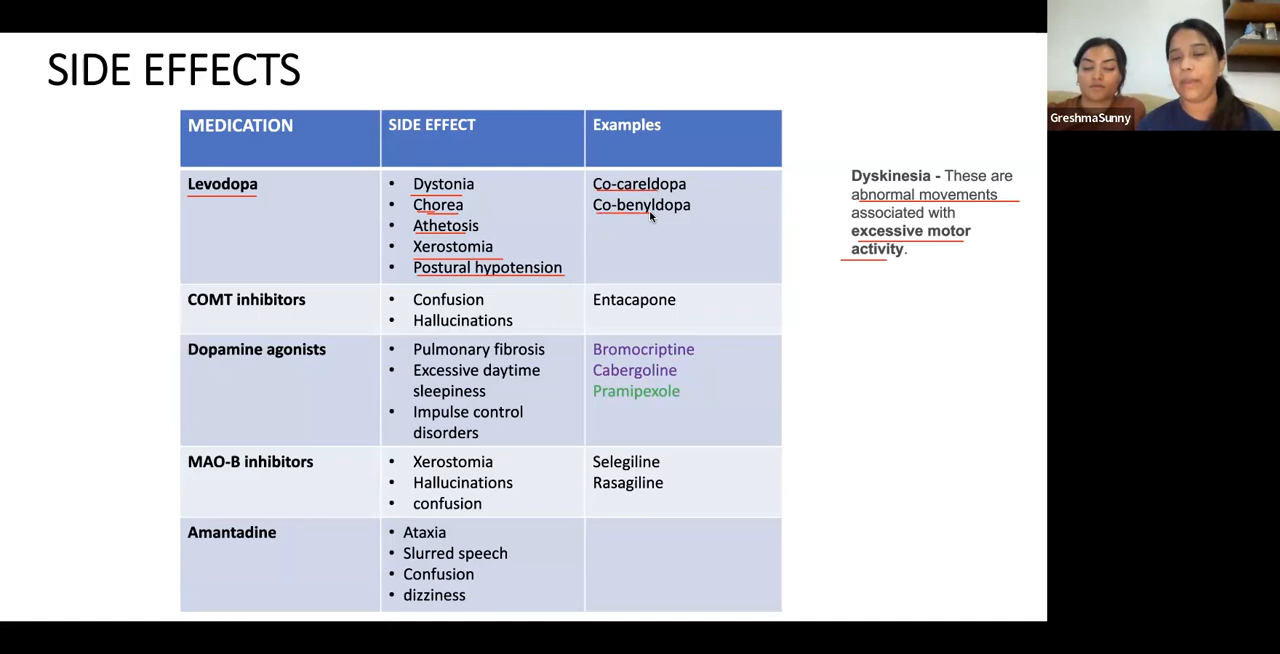 SIDE EFFECTS
MEDICATION
SIDE EFFECT
Examples
Levodopa
• Dystonia
• Chorea
• Athetosis
• Xerostomia
• Postural hypotension
Co-careldopa
Co-benyldopa
COMT inhibitors
• Confusion
• Hallucinations
Entacapone
Dopamine agonists
• Pulmonary fibrosis
• Excessive daytime
sleepiness
• Impulse control
disorders
Bromocriptine
Cabergoline
Pramipexole
MAO-B inhibitors
• Xerostomia
• Hallucinations
• confusion
Selegiline
Rasagiline
Amantadine
• Ataxia
• Slurred speech
• Confusion
• dizziness
Dyskinesia - These are
abnormal movements
associated with
excessive motor
activity.
GreshmaSunny